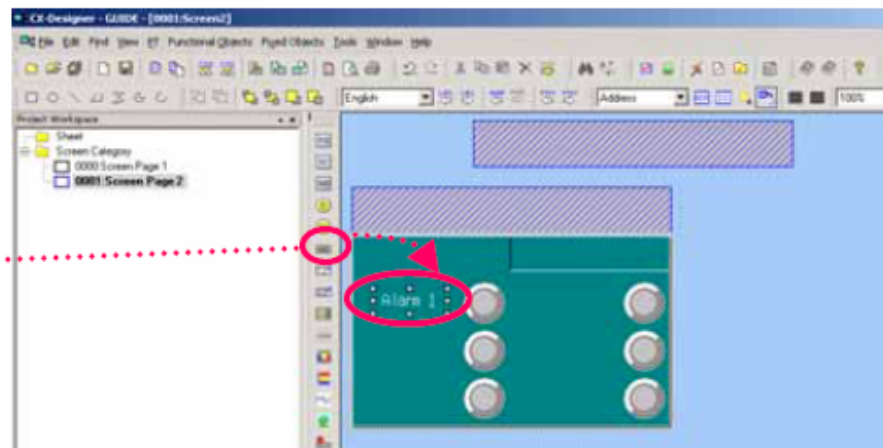 CX-Designer - GUIDE - [0001:Screen2]
File Edit Find View PT Functional Objects Fixed Objects Tools Window Help
English Address 100%
Project Workspace
Sheet
Screen Category
0000:Screen Page 1
0001:Screen Page 2
Alarm 1